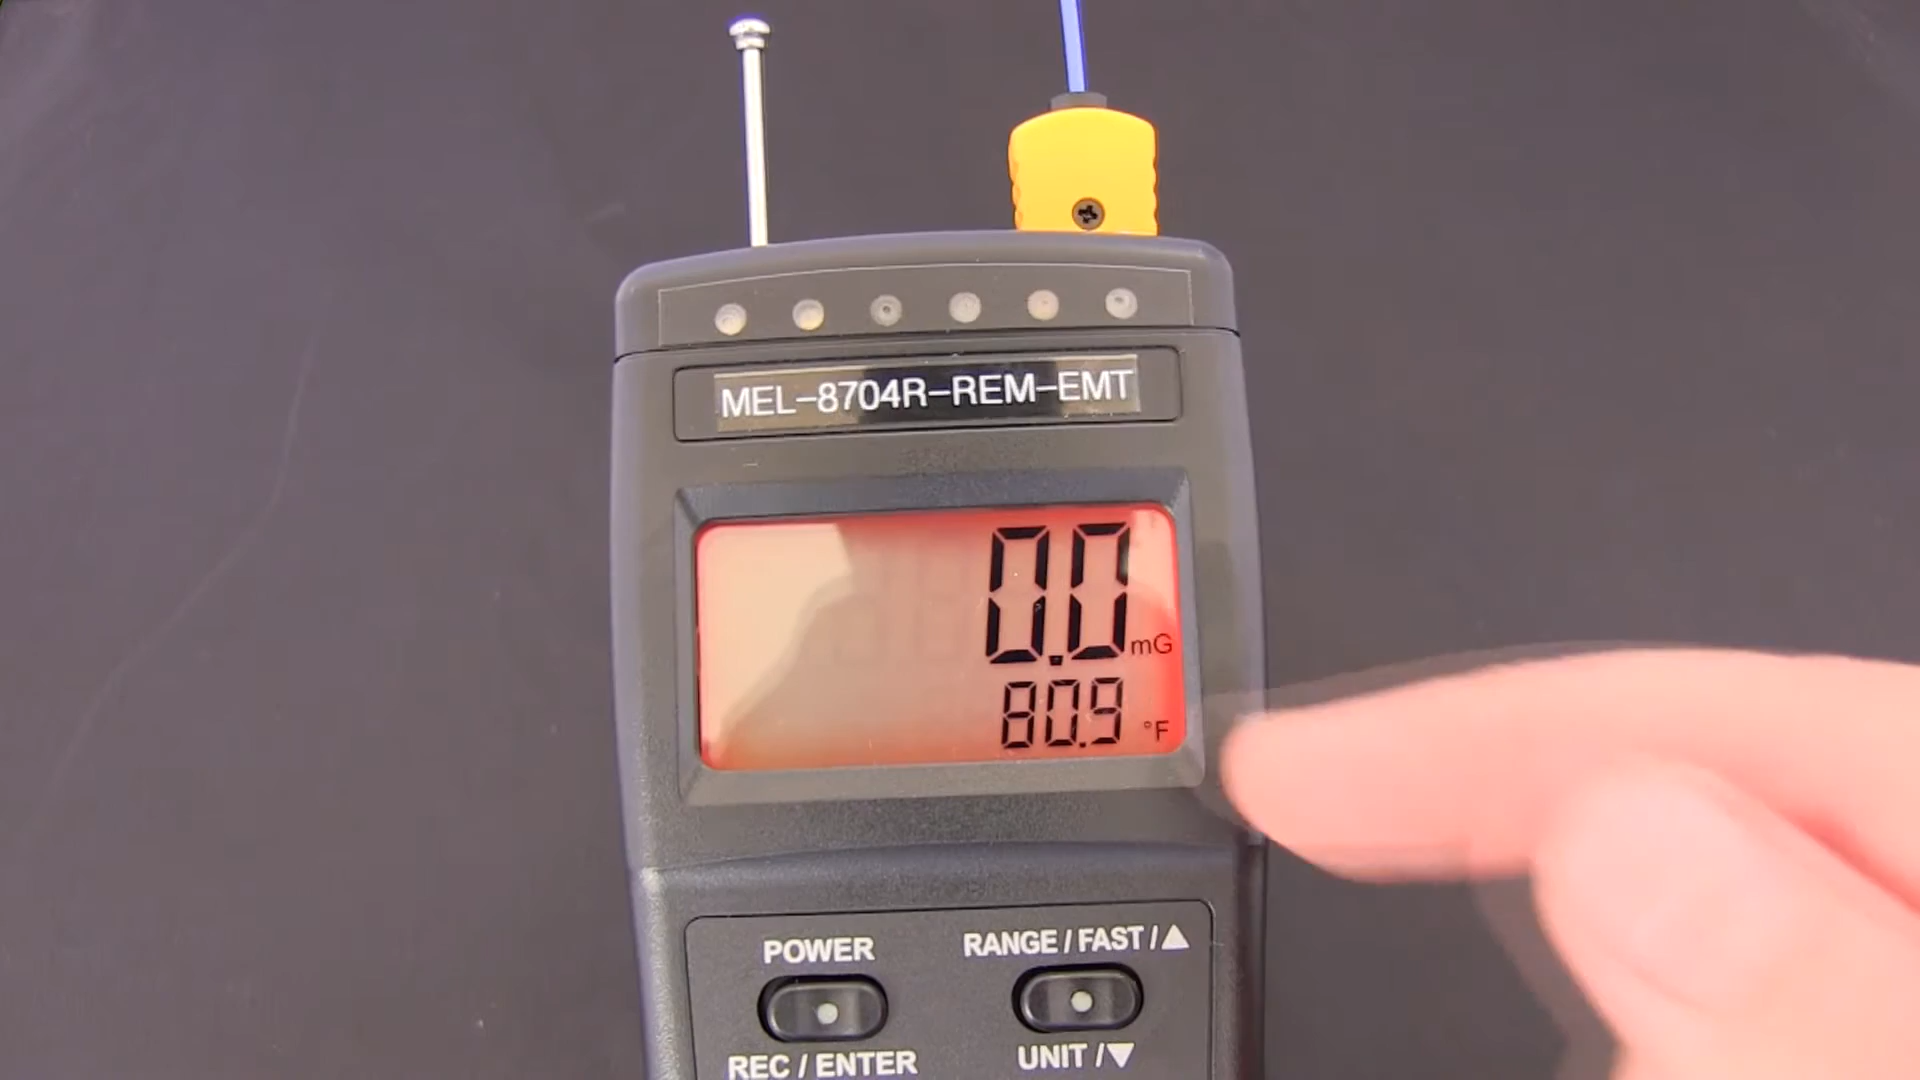 MEL-8704R-REM-EMT
0.0 mG
80.9 °F
POWER
RANGE / FAST / ▲
REC / ENTER
UNIT / ▼